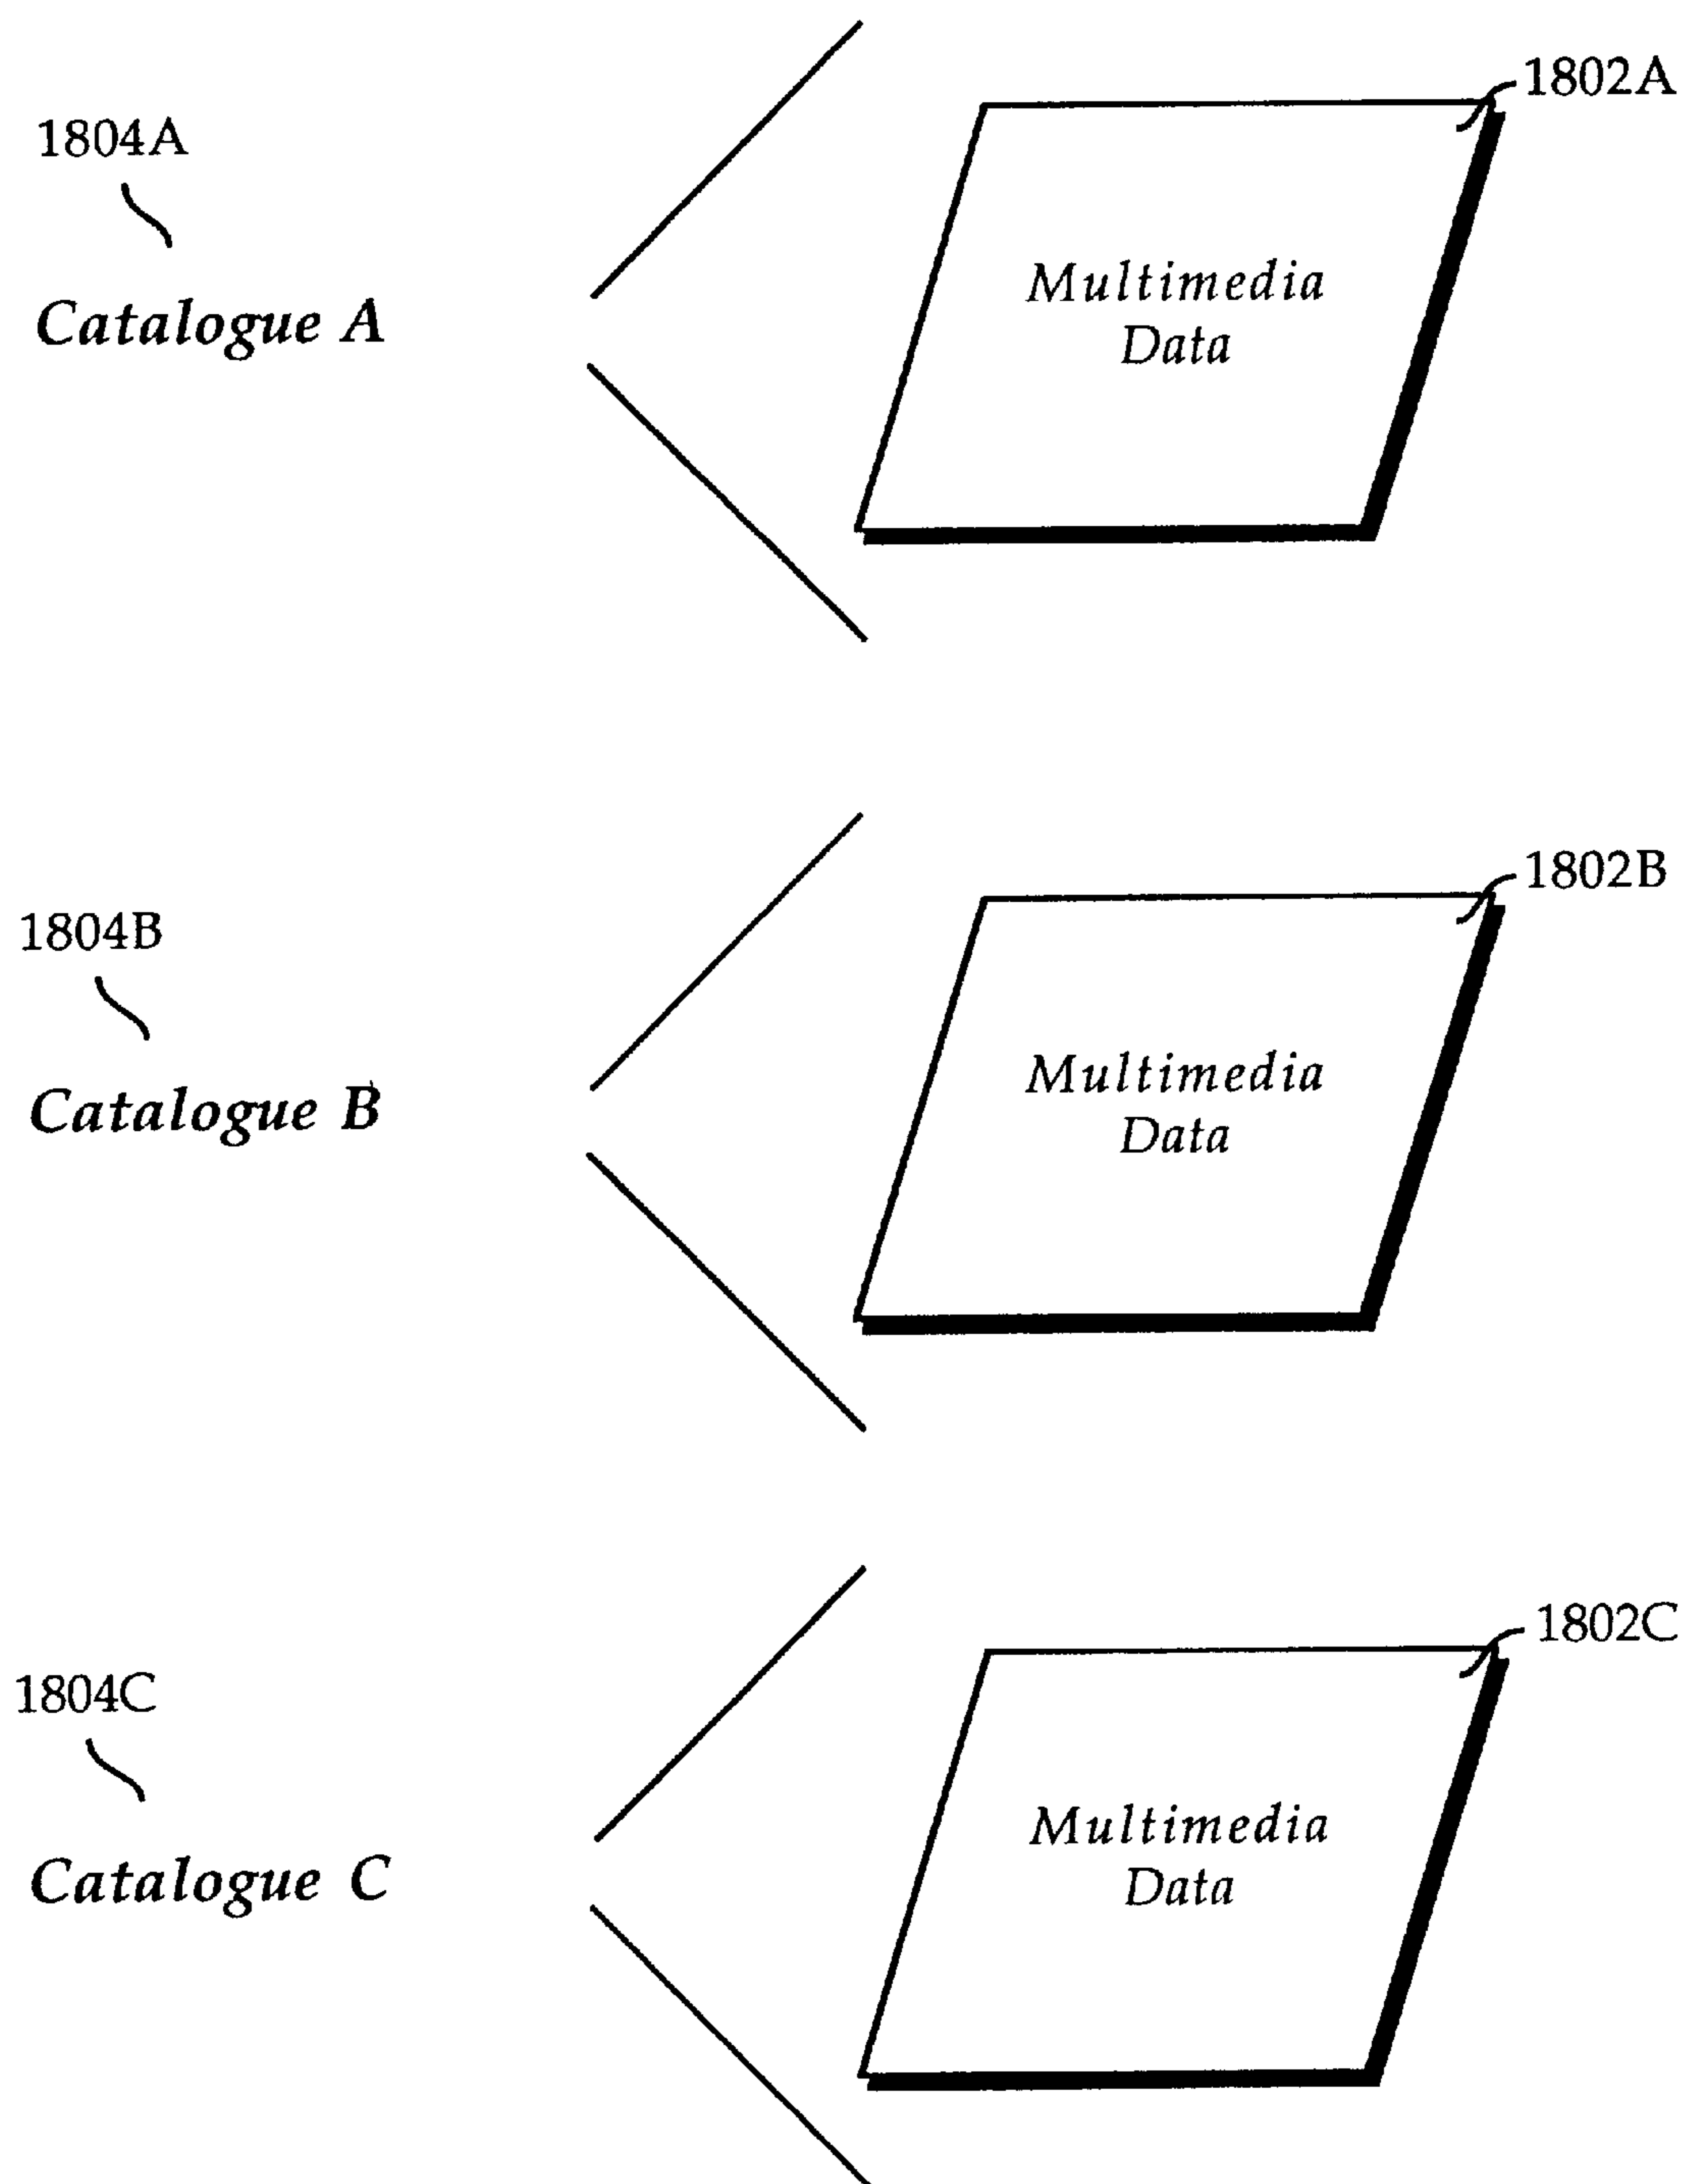 1802A
1804A
Multimedia
Data
Catalogue A
1802B
1804B
Multimedia
Data
Catalogue B
1802C
1804C
Multimedia
Data
Catalogue C